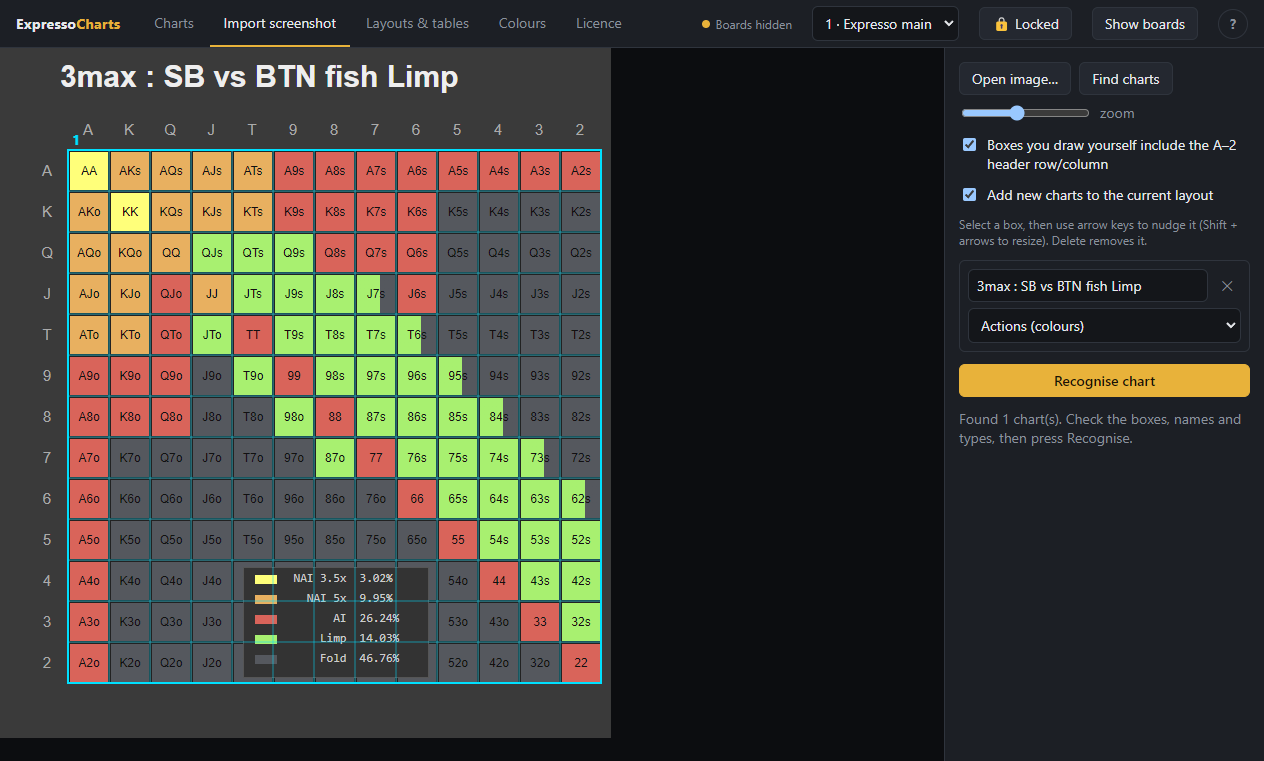 ExpressoCharts Charts Import screenshot Layouts & tables Colours Licence Boards hidden 1 · Expresso main Locked Show boards ?
3max : SB vs BTN fish Limp
Open image... Find charts
zoom
Boxes you draw yourself include the A–2
header row/column
Add new charts to the current layout
Select a box, then use arrow keys to nudge it (Shift +
arrows to resize). Delete removes it.
3max : SB vs BTN fish Limp
Actions (colours)
Recognise chart
Found 1 chart(s). Check the boxes, names and
types, then press Recognise.
1
A K Q J T 9 8 7 6 5 4 3 2
A AA AKs AQs AJs ATs A9s A8s A7s A6s A5s A4s A3s A2s
K AKo KK KQs KJs KTs K9s K8s K7s K6s K5s K4s K3s K2s
Q AQo KQo QQ QJs QTs Q9s Q8s Q7s Q6s Q5s Q4s Q3s Q2s
J AJo KJo QJo JJ JTs J9s J8s J7s J6s J5s J4s J3s J2s
T ATo KTo QTo JTo TT T9s T8s T7s T6s T5s T4s T3s T2s
9 A9o K9o Q9o J9o T9o 99 98s 97s 96s 95s 94s 93s 92s
8 A8o K8o Q8o J8o T8o 98o 88 87s 86s 85s 84s 83s 82s
7 A7o K7o Q7o J7o T7o 97o 87o 77 76s 75s 74s 73s 72s
6 A6o K6o Q6o J6o T6o 96o 86o 76o 66 65s 64s 63s 62s
5 A5o K5o Q5o J5o T5o 95o 85o 75o 65o 55 54s 53s 52s
4 A4o K4o Q4o J4o 54o 44 43s 42s
3 A3o K3o Q3o J3o 53o 43o 33 32s
2 A2o K2o Q2o J2o 52o 42o 32o 22
NAI 3.5x 3.02%
NAI 5x 9.95%
AI 26.24%
Limp 14.03%
Fold 46.76%